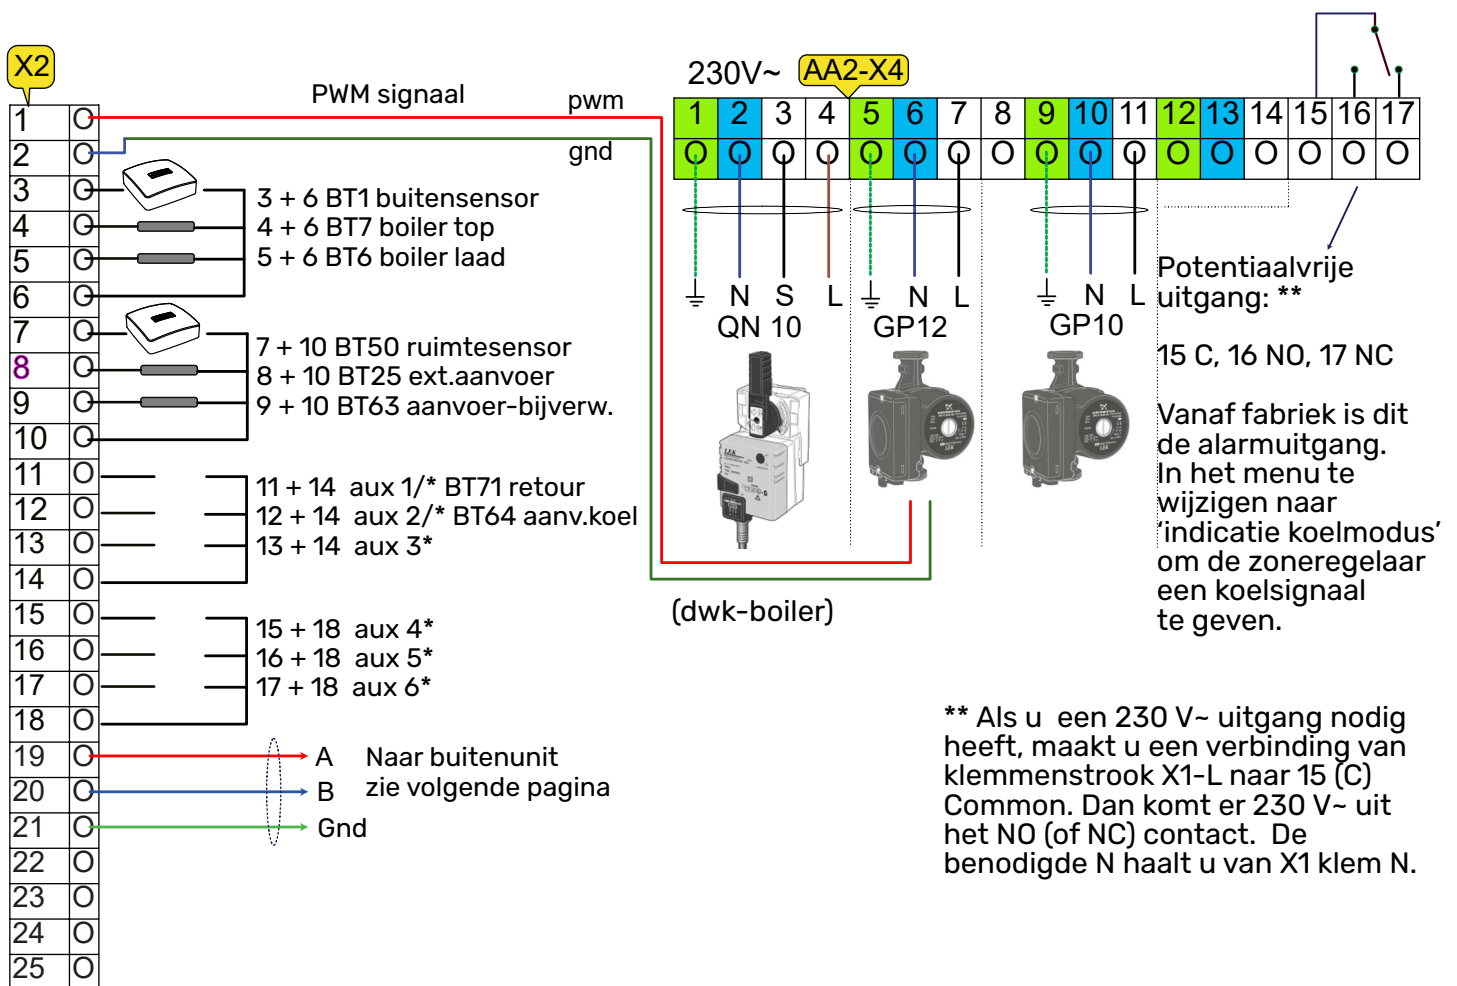 X2
1
2
3
4
5
6
7
8
9
10
11
12
13
14
15
16
17
18
19
20
21
22
23
24
25
PWM signaal
pwm
gnd
3 + 6 BT1 buitensensor
4 + 6 BT7 boiler top
5 + 6 BT6 boiler laad
7 + 10 BT50 ruimtesensor
8 + 10 BT25 ext.aanvoer
9 + 10 BT63 aanvoer-bijverw.
11 + 14 aux 1/* BT71 retour
12 + 14 aux 2/* BT64 aanv.koel
13 + 14 aux 3*
15 + 18 aux 4*
16 + 18 aux 5*
17 + 18 aux 6*
A Naar buitenunit
B zie volgende pagina
Gnd
230V~ AA2-X4
1 2 3 4 5 6 7 8 9 10 11 12 13 14 15 16 17
N S L N L N L
QN 10 GP12 GP10
LEK
(dwk-boiler)
Potentiaalvrije
uitgang: **
15 C, 16 NO, 17 NC
Vanaf fabriek is dit
de alarmuitgang.
In het menu te
wijzigen naar
‘indicatie koelmodus’
om de zoneregelaar
een koelsignaal
te geven.
** Als u een 230 V~ uitgang nodig
heeft, maakt u een verbinding van
klemmenstrook X1-L naar 15 (C)
Common. Dan komt er 230 V~ uit
het NO (of NC) contact. De
benodigde N haalt u van X1 klem N.